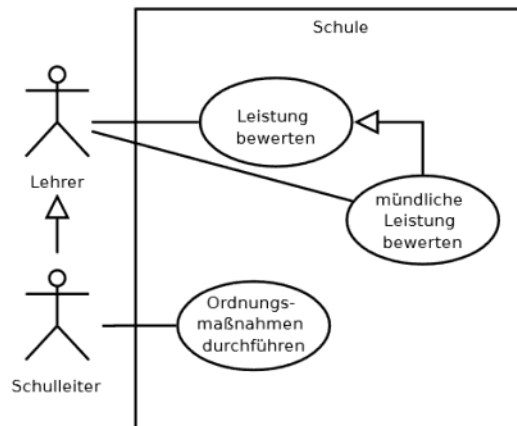 Schule
Leistung
bewerten
Lehrer
mündliche
Leistung
bewerten
Ordnungs-
maßnahmen
durchführen
Schulleiter